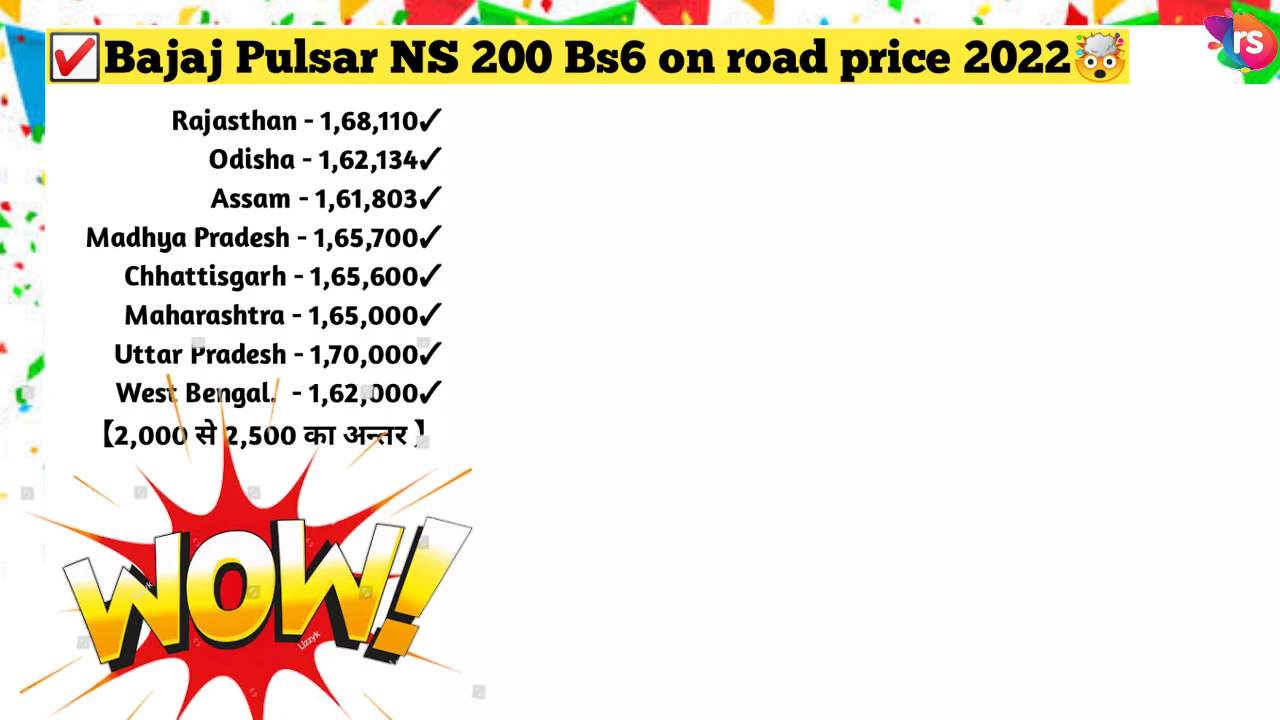 ✅Bajaj Pulsar NS 200 Bs6 on road price 2022🤯
rs
Rajasthan - 1,68,110✓
Odisha - 1,62,134✓
Assam - 1,61,803✓
Madhya Pradesh - 1,65,700✓
Chhattisgarh - 1,65,600✓
Maharashtra - 1,65,000✓
Uttar Pradesh - 1,70,000✓
West Bengal. - 1,62,000✓
【2,000 से 2,500 का अन्तर 】
WOW!
Lizzyk